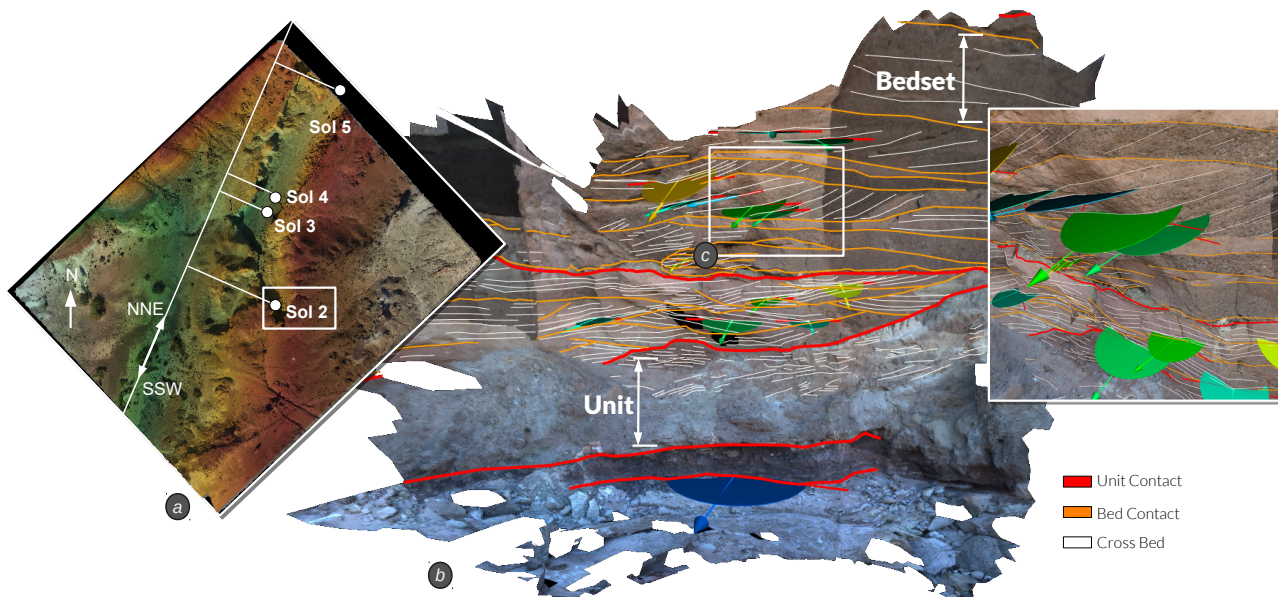 Sol 5
Sol 4
Sol 3
Sol 2
N
NNE
SSW
a
Bedset
c
Unit
b
Unit Contact
Bed Contact
Cross Bed